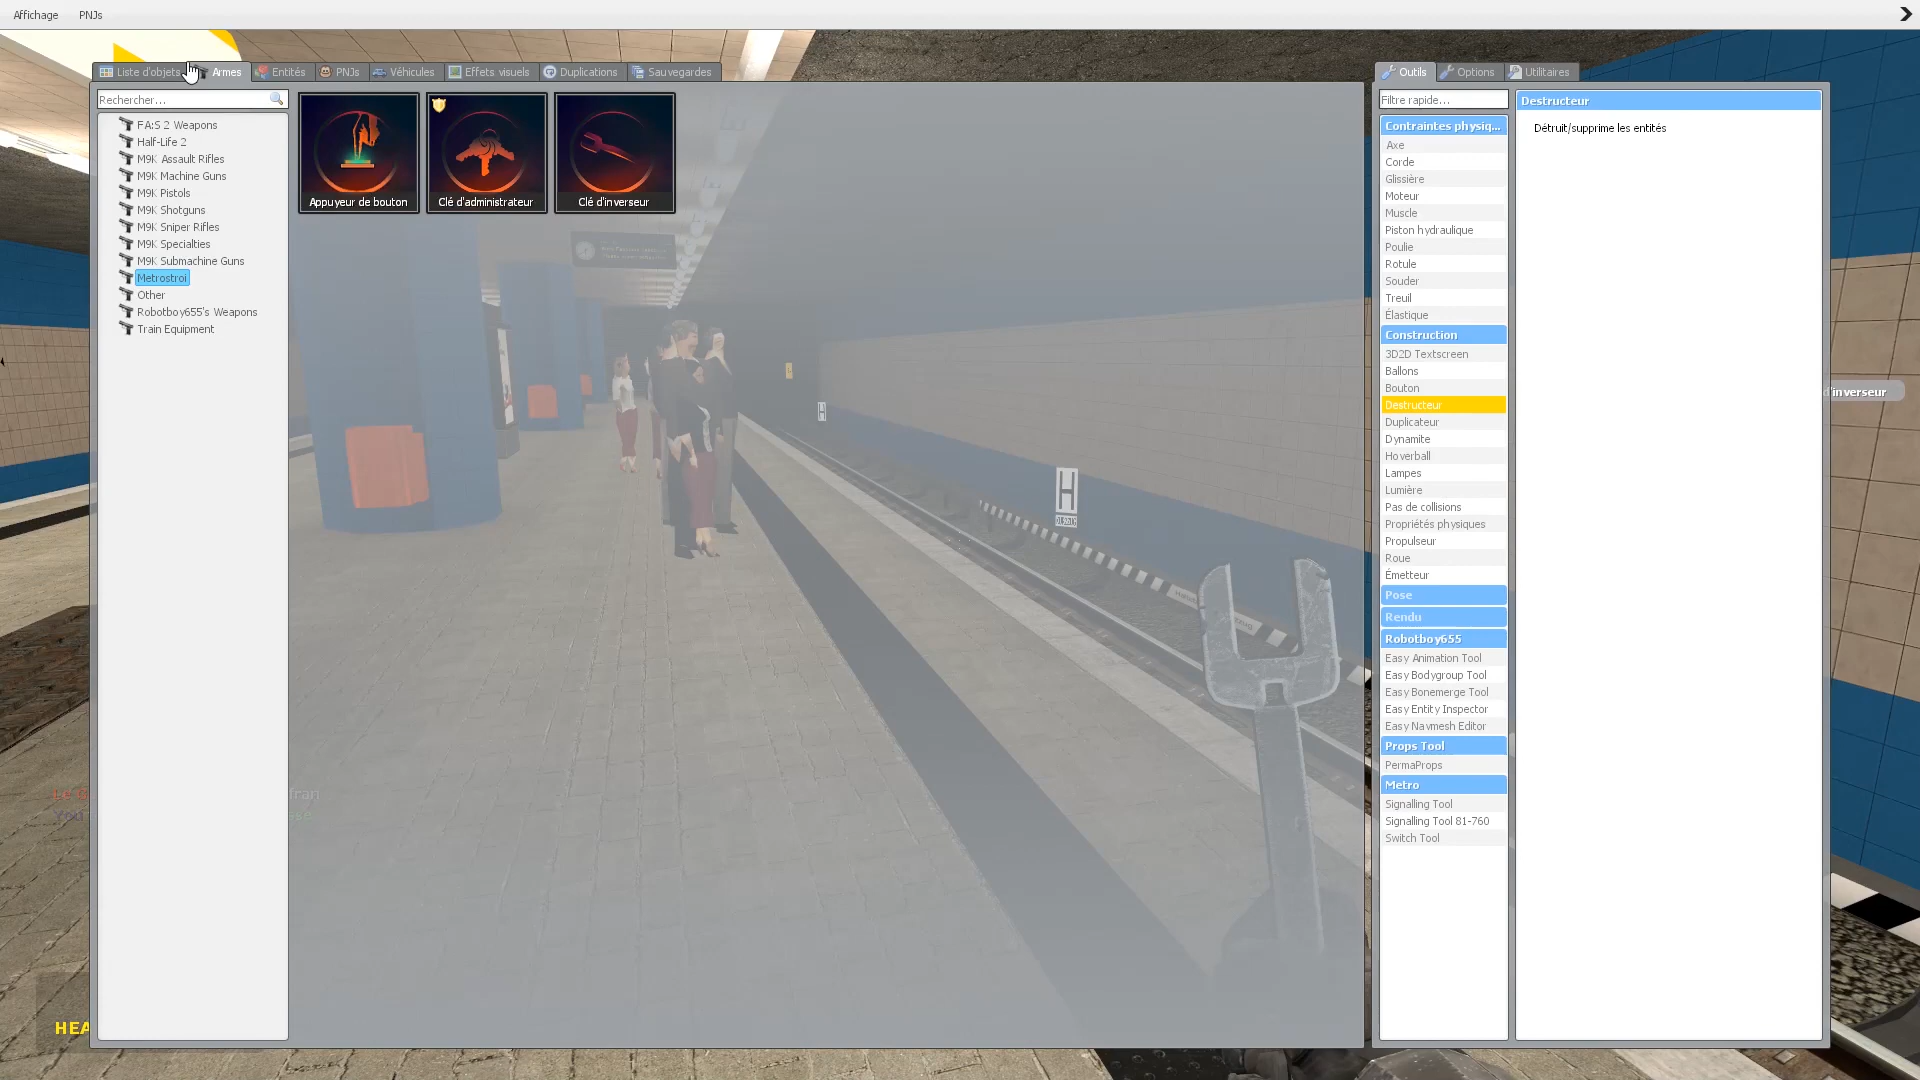 Affichage PNJs
Liste d'objets Armes Entités PNJs Véhicules Effets visuels Duplications Sauvegardes
Rechercher...
FA:S 2 Weapons
Half-Life 2
M9K Assault Rifles
M9K Machine Guns
M9K Pistols
M9K Shotguns
M9K Sniper Rifles
M9K Specialties
M9K Submachine Guns
Metrostroi
Other
Robotboy655's Weapons
Train Equipment
Appuyeur de bouton
Clé d'administrateur
Clé d'inverseur
H
H
Outils Options Utilitaires
Filtre rapide...
Contraintes physiq...
Axe
Corde
Glissière
Moteur
Muscle
Piston hydraulique
Poulie
Rotule
Souder
Treuil
Élastique
Construction
3D2D Textscreen
Ballons
Bouton
Destructeur
Duplicateur
Dynamite
Hoverball
Lampes
Lumière
Pas de collisions
Propriétés physiques
Propulseur
Roue
Émetteur
Pose
Rendu
Robotboy655
Easy Animation Tool
Easy Bodygroup Tool
Easy Bonemerge Tool
Easy Entity Inspector
Easy Navmesh Editor
Props Tool
PermaProps
Metro
Signalling Tool
Signalling Tool 81-760
Switch Tool
Destructeur
Détruit/supprime les entités
d'inverseur
You
HEA